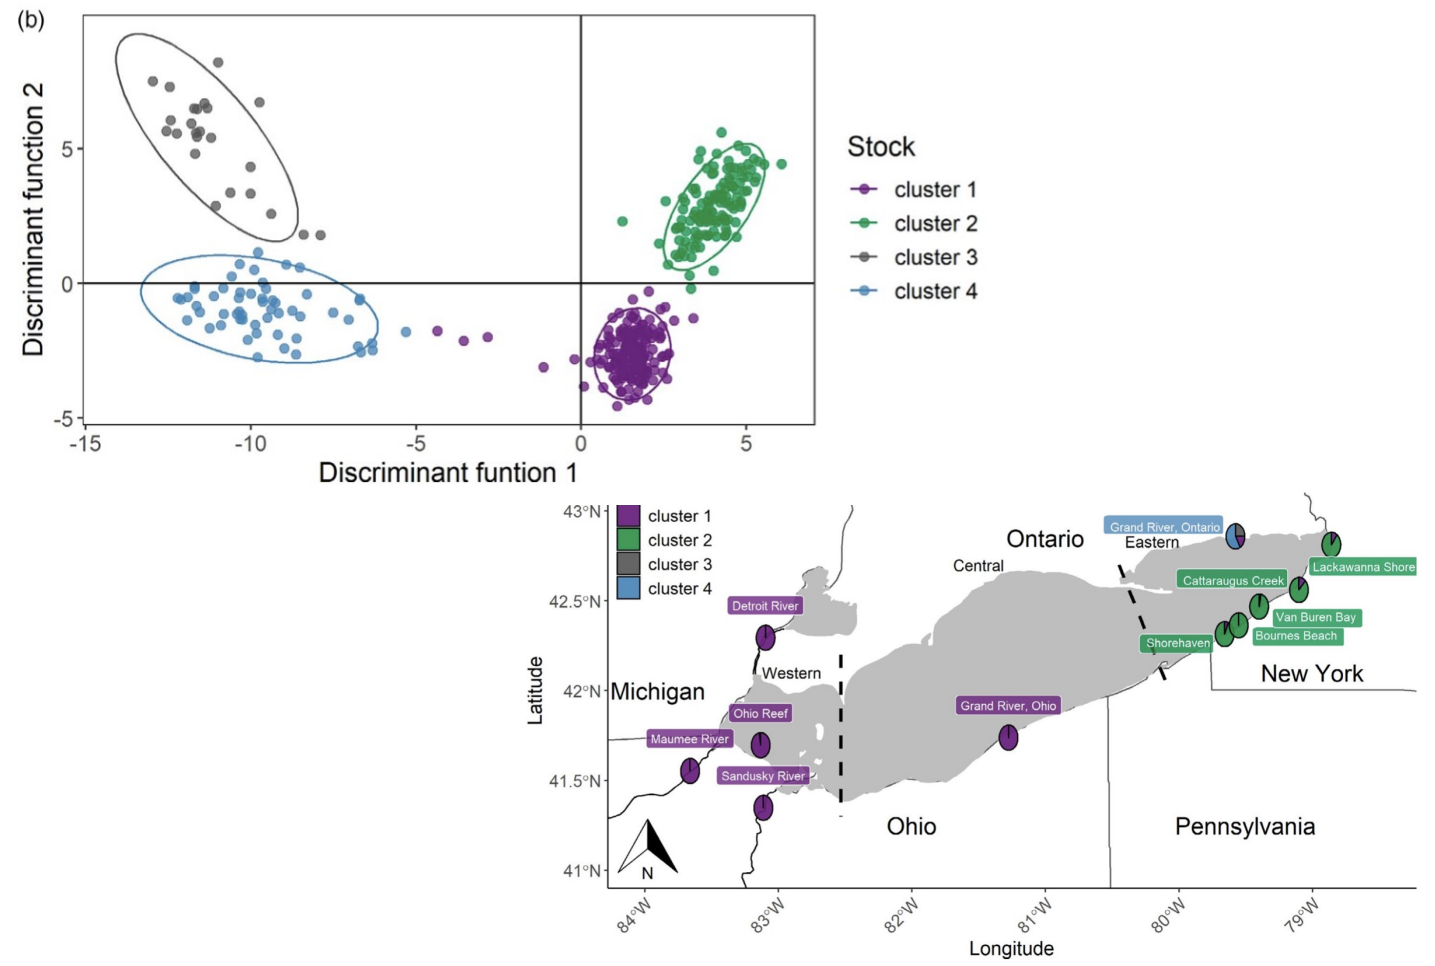 (b)
Discriminant function 2
5
0
-5
-15
-10
-5
0
5
Discriminant funtion 1
Stock
cluster 1
cluster 2
cluster 3
cluster 4
cluster 1
cluster 2
cluster 3
cluster 4
43°N
42.5°N
42°N
41.5°N
41°N
Latitude
Ontario
Grand River, Ontario
Eastern
Central
Lackawanna Shore
Cattaraugus Creek
Detroit River
Van Buren Bay
Bournes Beach
Shorehaven
Western
New York
Michigan
Ohio Reef
Grand River, Ohio
Maumee River
Sandusky River
Ohio
Pennsylvania
N
84°W
83°W
82°W
81°W
80°W
79°W
Longitude